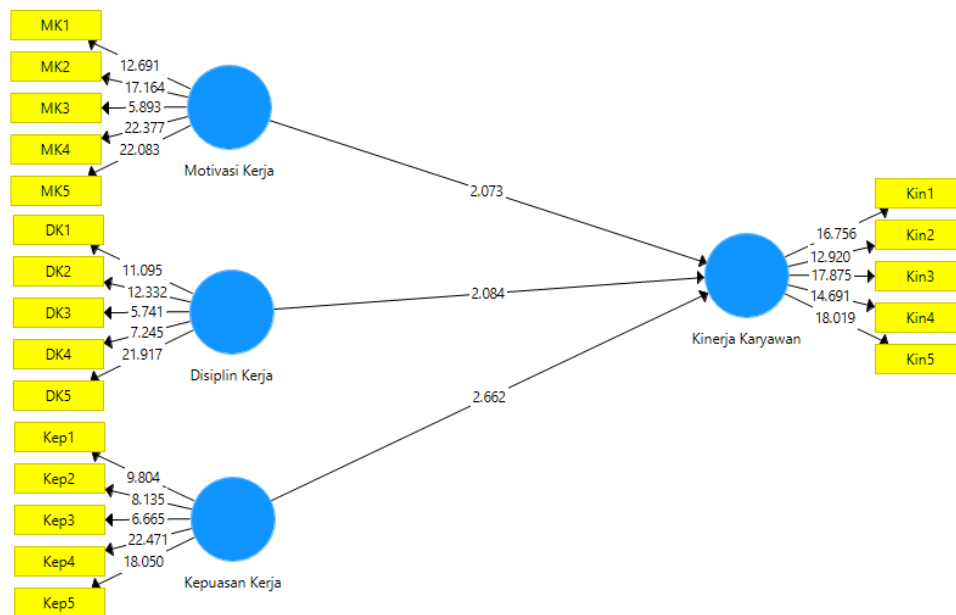 MK1
MK2
MK3
MK4
MK5
12.691
17.164
5.893
22.377
22.083
Motivasi Kerja
DK1
DK2
DK3
DK4
DK5
11.095
12.332
5.741
7.245
21.917
Disiplin Kerja
Kep1
Kep2
Kep3
Kep4
Kep5
9.804
8.135
6.665
22.471
18.050
Kepuasan Kerja
2.073
2.084
2.662
Kinerja Karyawan
16.756
12.920
17.875
14.691
18.019
Kin1
Kin2
Kin3
Kin4
Kin5